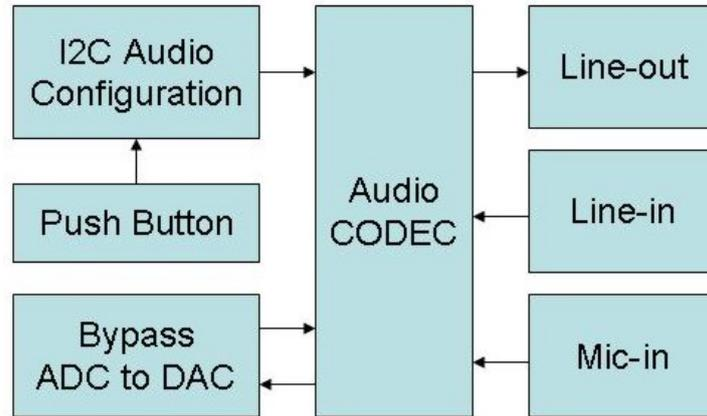 I2C Audio
Configuration
Push Button
Bypass
ADC to DAC
Audio
CODEC
Line-out
Line-in
Mic-in